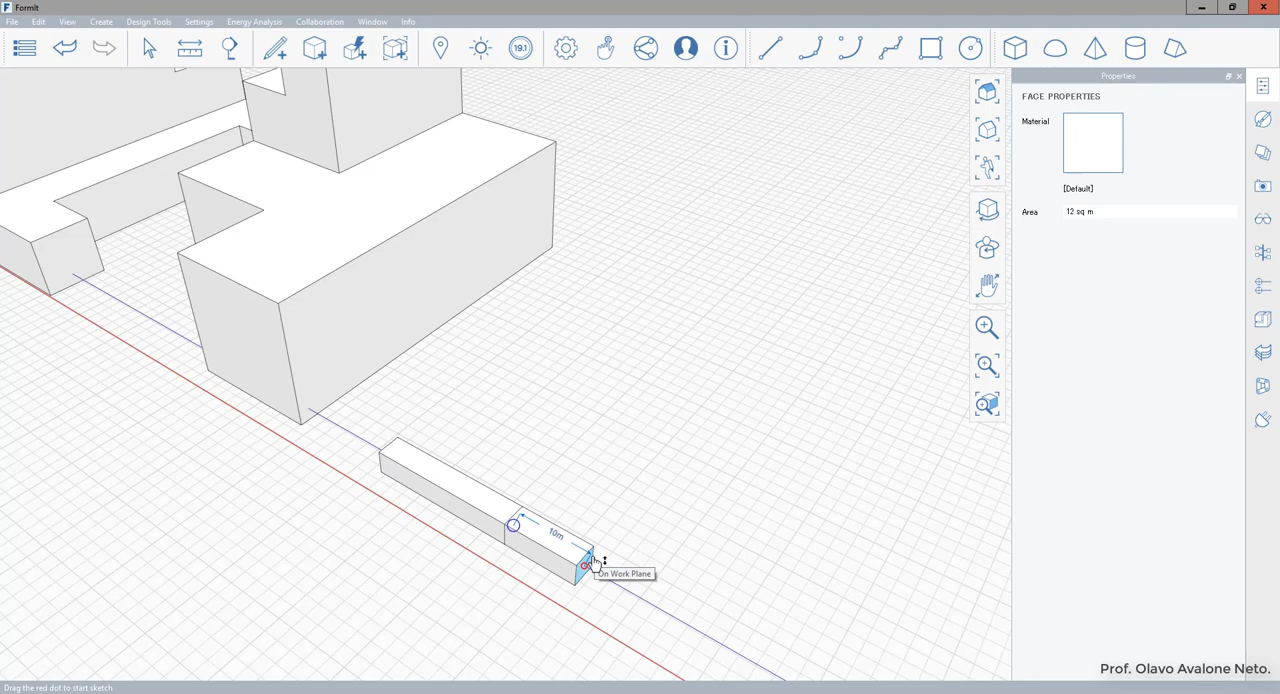 FormIt
File Edit View Create Design Tools Settings Energy Analysis Collaboration Window Info
19.1
Properties
FACE PROPERTIES
Material
[Default]
Area 12 sq m
10m
On Work Plane
Prof. Olavo Avalone Neto.
Drag the red dot to start sketch